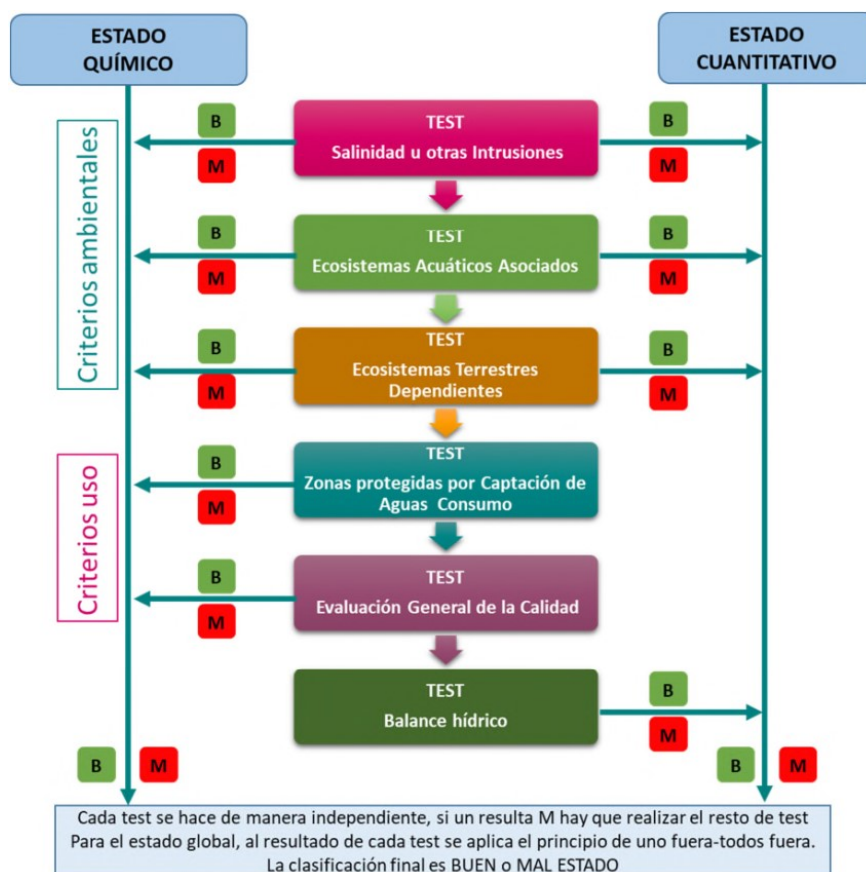 ESTADO
QUÍMICO
ESTADO
CUANTITATIVO
Criterios ambientales
B
M
TEST
Salinidad u otras Intrusiones
B
M
B
M
TEST
Ecosistemas Acuáticos Asociados
B
M
B
M
TEST
Ecosistemas Terrestres
Dependientes
B
M
Criterios uso
B
M
TEST
Zonas protegidas por Captación de
Aguas Consumo
B
M
TEST
Evaluación General de la Calidad
TEST
Balance hídrico
B
M
B M
B M
Cada test se hace de manera independiente, si un resulta M hay que realizar el resto de test
Para el estado global, al resultado de cada test se aplica el principio de uno fuera-todos fuera.
La clasificación final es BUEN o MAL ESTADO